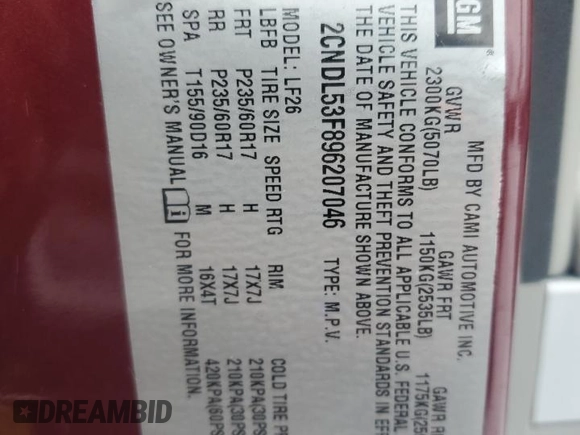 GM®
MFD BY CAMI AUTOMOTIVE INC.
GVWR GAWR FRT GAWR
2300KG(5070LB) 1150KG(2535LB)
THIS VEHICLE CONFORMS TO ALL APPLICABLE U.S. FEDERAL
VEHICLE SAFETY AND THEFT PREVENTION STANDARDS IN
THE DATE OF MANUFACTURE SHOWN ABOVE.
2CNDL53F896207046 TYPE: M.P.V.
MODEL: LF26
LBFB TIRE SIZE SPEED RTG RIM COLD TIRE
FRT P235/60R17 H 17X7J 210KPA(30PS
RR P235/60R17 H 17X7J 210KPA(30PS
SPA T155/90D16 M 16X4T 420KPA(60PS
SEE OWNER'S MANUAL i FOR MORE INFORMATION.
DREAMBID